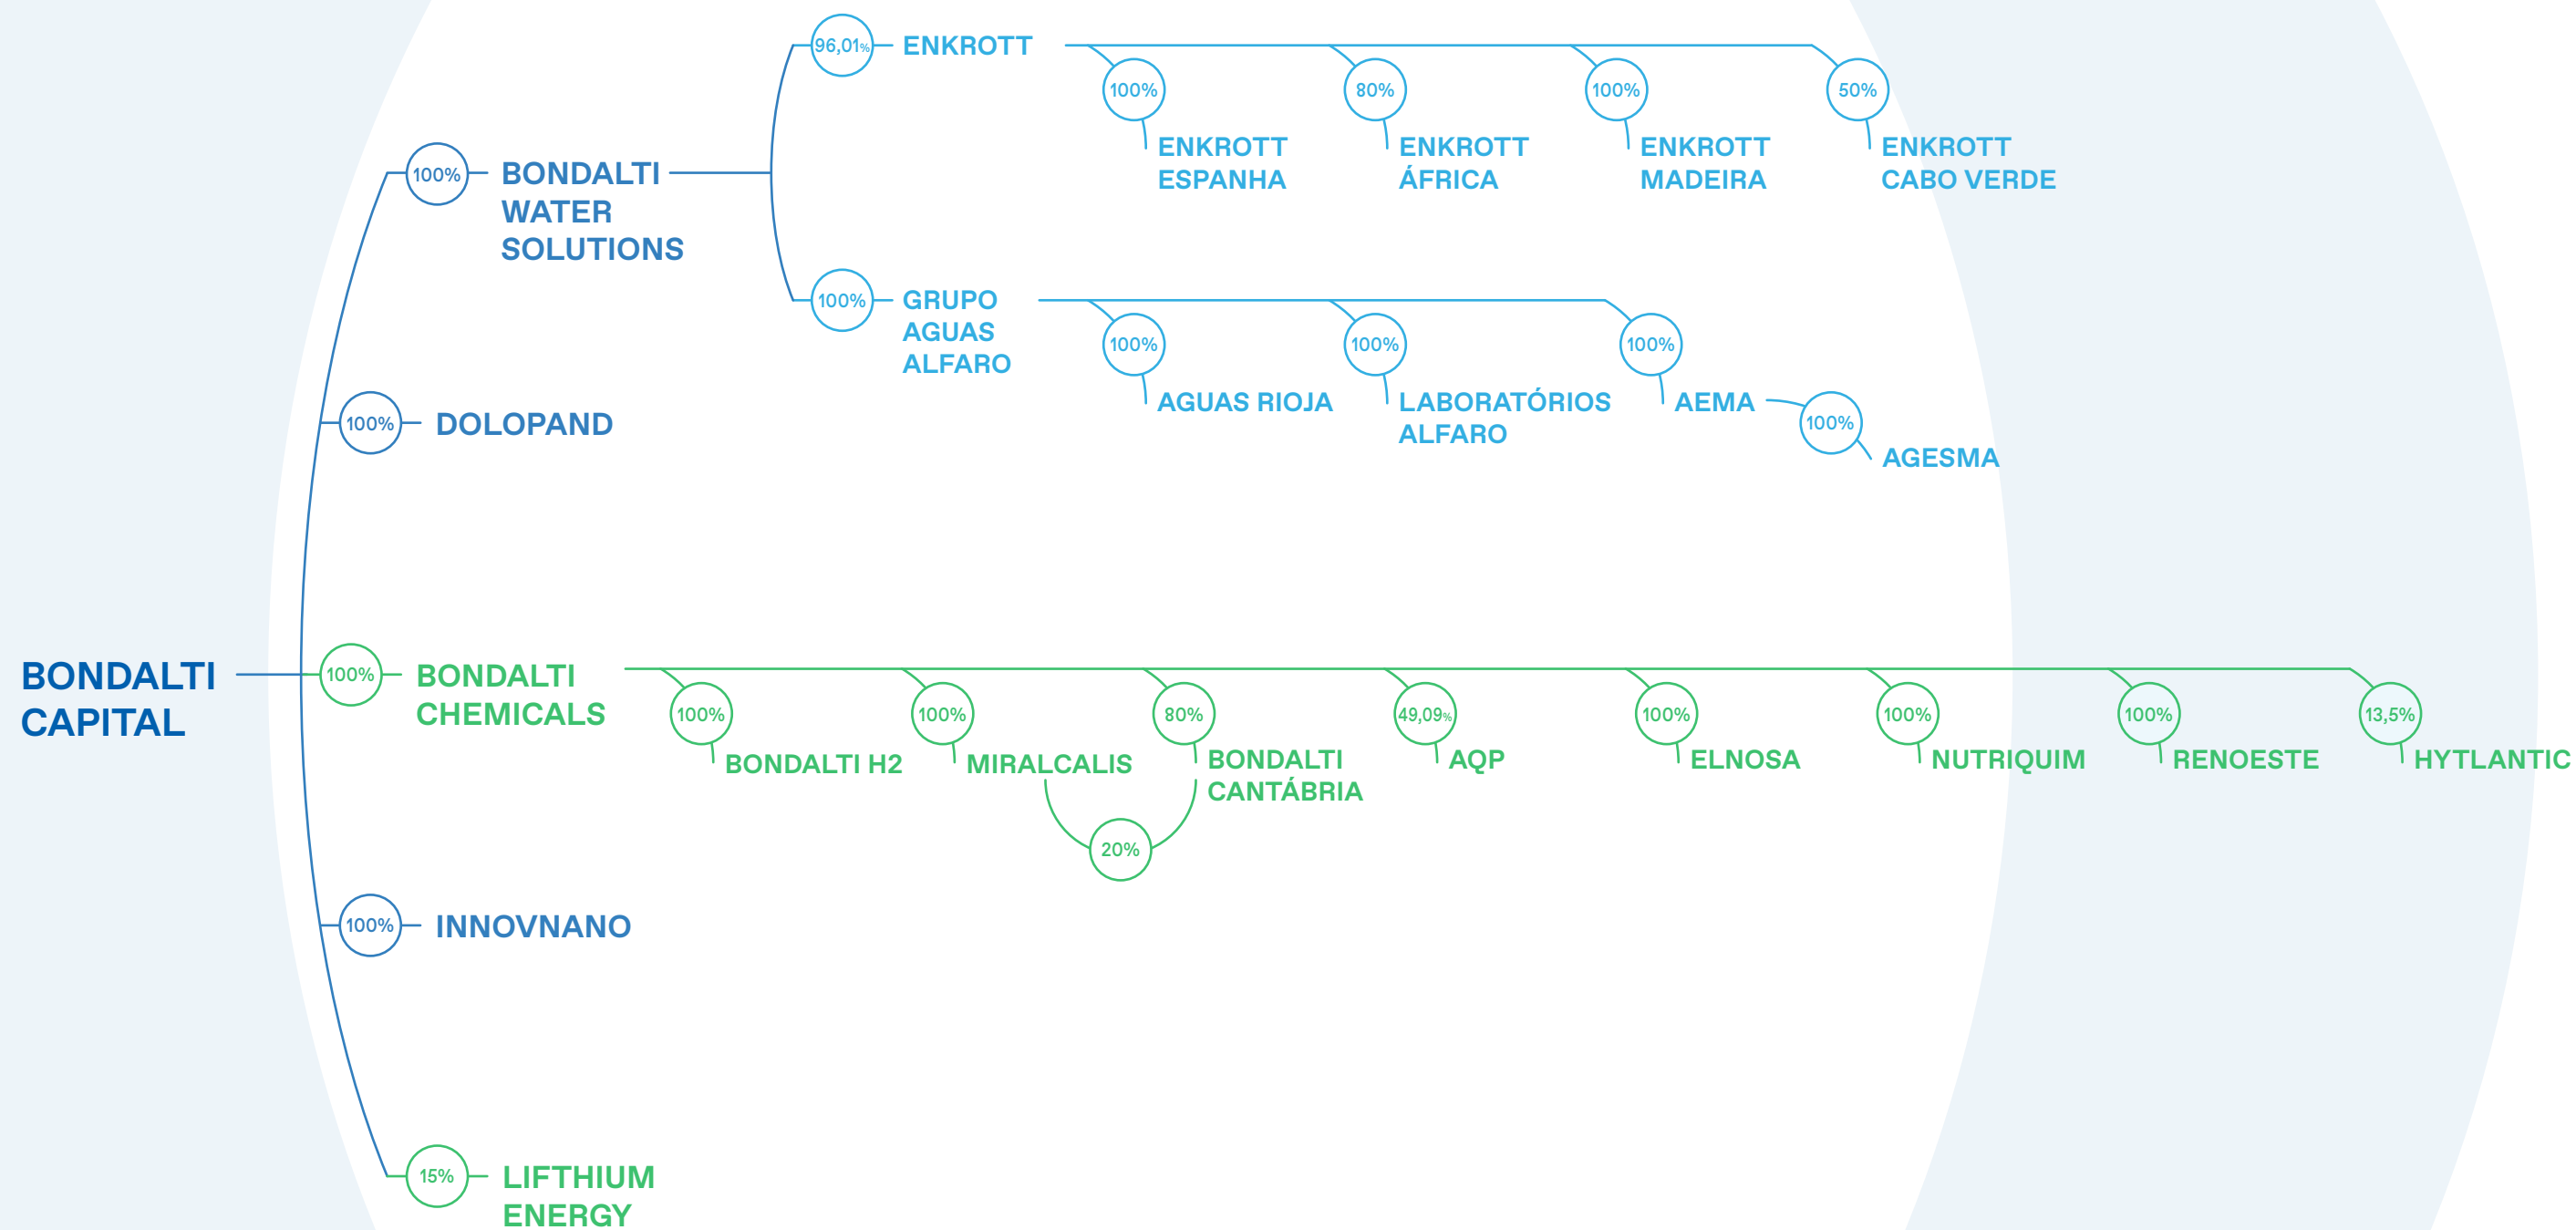 96,01%
ENKROTT
100%
80%
100%
50%
ENKROTT
ESPANHA
ENKROTT
ÁFRICA
ENKROTT
MADEIRA
ENKROTT
CABO VERDE
100%
BONDALTI
WATER
SOLUTIONS
100%
GRUPO
AGUAS
ALFARO
100%
AGUAS RIOJA
100%
LABORATÓRIOS
ALFARO
100%
AEMA
100%
AGESMA
100%
DOLOPAND
BONDALTI
CAPITAL
100%
BONDALTI
CHEMICALS
100%
BONDALTI H2
100%
MIRALCALIS
80%
BONDALTI
CANTÁBRIA
20%
49,09%
AQP
100%
ELNOSA
100%
NUTRIQUIM
100%
RENOESTE
13,5%
HYTLANTIC
100%
INNOVNANO
15%
LIFTHIUM
ENERGY